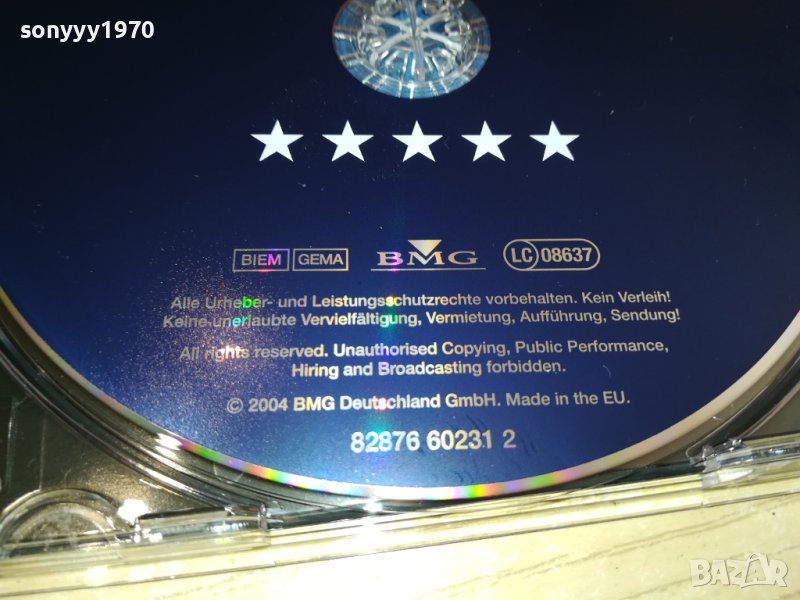 sonyyy1970
BIEM GEMA BMG LC 08637
Alle Urheber- und Leistungsschutzrechte vorbehalten. Kein Verleih!
Keine unerlaubte Vervielfältigung, Vermietung, Aufführung, Sendung!
All rights reserved. Unauthorised Copying, Public Performance,
Hiring and Broadcasting forbidden.
© 2004 BMG Deutschland GmbH. Made in the EU.
82876 60231 2
BAZAR